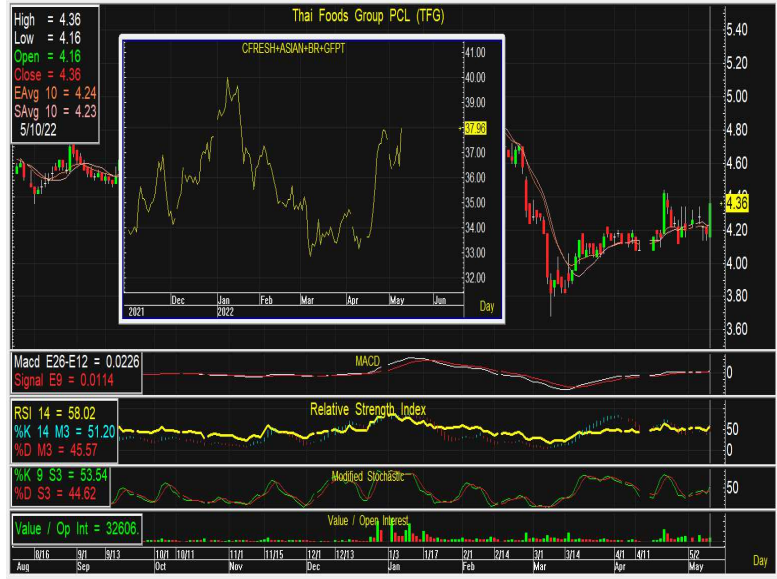 Thai Foods Group PCL (TFG)
High = 4.36
Low = 4.16
Open = 4.16
Close = 4.36
EAvg 10 = 4.24
SAvg 10 = 4.23
5/10/22
CFRESH+ASIAN+BR+GFPT
41.00
40.00
39.00
37.96
37.00
36.00
35.00
34.00
33.00
32.00
Dec Jan Feb Mar Apr May Jun
2021 2022
Day
5.40
5.20
5.00
4.80
4.60
4.36
4.20
4.00
3.80
3.60
Macd E26-E12 = 0.0226
Signal E9 = 0.0114
MACD
0
RSI 14 = 58.02
%K 14 M3 = 51.20
%D M3 = 45.57
Relative Strength Index
50
0
%K 9 S3 = 53.54
%D S3 = 44.62
Modified Stochastic
50
Value / Op Int = 32606.
Value / Open Interest
0
8/16 9/1 9/13 10/1 10/11 11/1 11/15 12/1 12/13 1/3 1/17 2/1 2/14 3/1 3/14 4/1 4/11 5/2
Aug Sep Oct Nov Dec Jan Feb Mar Apr May
Day